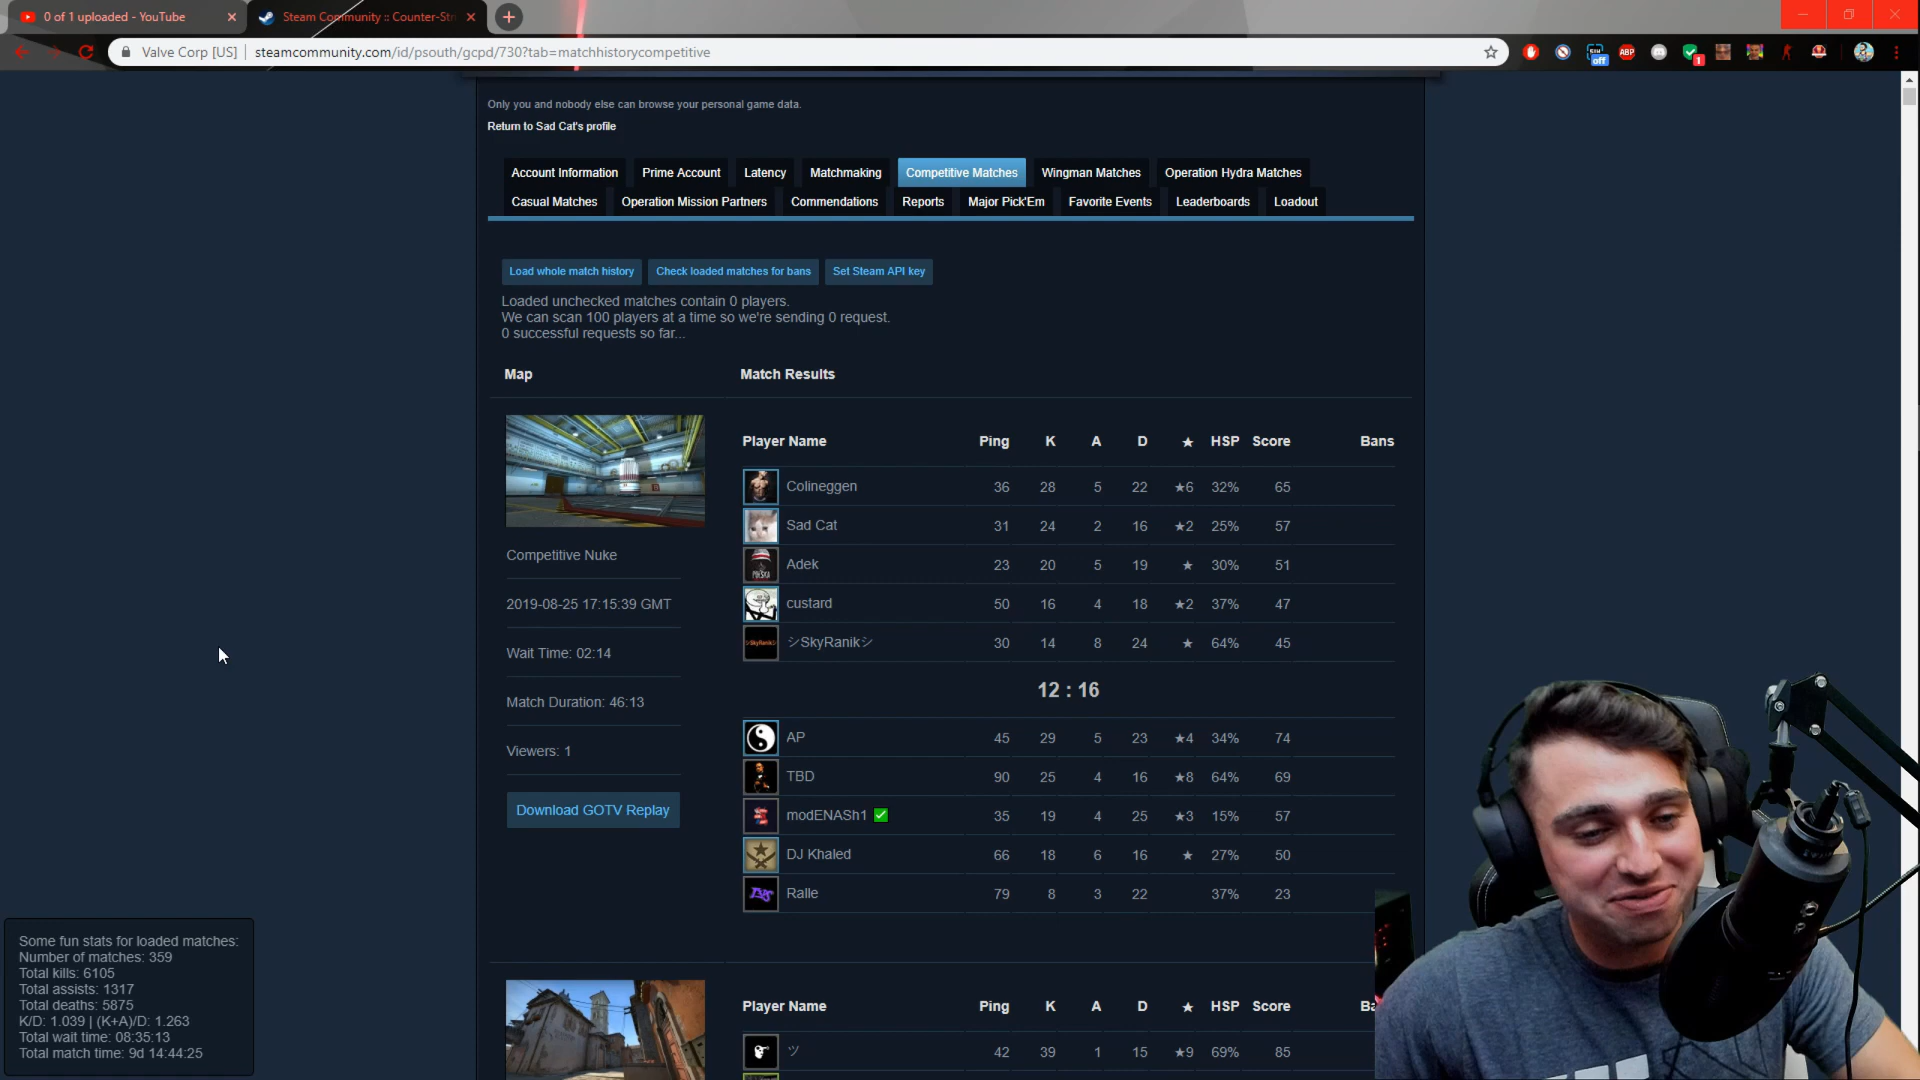 0 of 1 uploaded - YouTube
Steam Community :: Counter-Str
Valve Corp [US] steamcommunity.com/id/psouth/gcpd/730?tab=matchhistorycompetitive
off
ABP
1
Only you and nobody else can browse your personal game data.
Return to Sad Cat's profile
Account Information Prime Account Latency Matchmaking Competitive Matches Wingman Matches Operation Hydra Matches
Casual Matches Operation Mission Partners Commendations Reports Major Pick'Em Favorite Events Leaderboards Loadout
Load whole match history Check loaded matches for bans Set Steam API key
Loaded unchecked matches contain 0 players.
We can scan 100 players at a time so we're sending 0 request.
0 successful requests so far...
Map Match Results
Player Name Ping K A D ★ HSP Score Bans
Colineggen 36 28 5 22 ★6 32% 65
Sad Cat 31 24 2 16 ★2 25% 57
Adek 23 20 5 19 ★ 30% 51
custard 50 16 4 18 ★2 37% 47
シSkyRanikシ 30 14 8 24 ★ 64% 45
12 : 16
AP 45 29 5 23 ★4 34% 74
TBD 90 25 4 16 ★8 64% 69
modENASh1 35 19 4 25 ★3 15% 57
DJ Khaled 66 18 6 16 ★ 27% 50
Ralle 79 8 3 22 37% 23
Competitive Nuke
2019-08-25 17:15:39 GMT
Wait Time: 02:14
Match Duration: 46:13
Viewers: 1
Download GOTV Replay
Player Name Ping K A D ★ HSP Score
ツ 42 39 1 15 ★9 69% 85
Some fun stats for loaded matches:
Number of matches: 359
Total kills: 6105
Total assists: 1317
Total deaths: 5875
K/D: 1.039 | (K+A)/D: 1.263
Total wait time: 08:35:13
Total match time: 9d 14:44:25